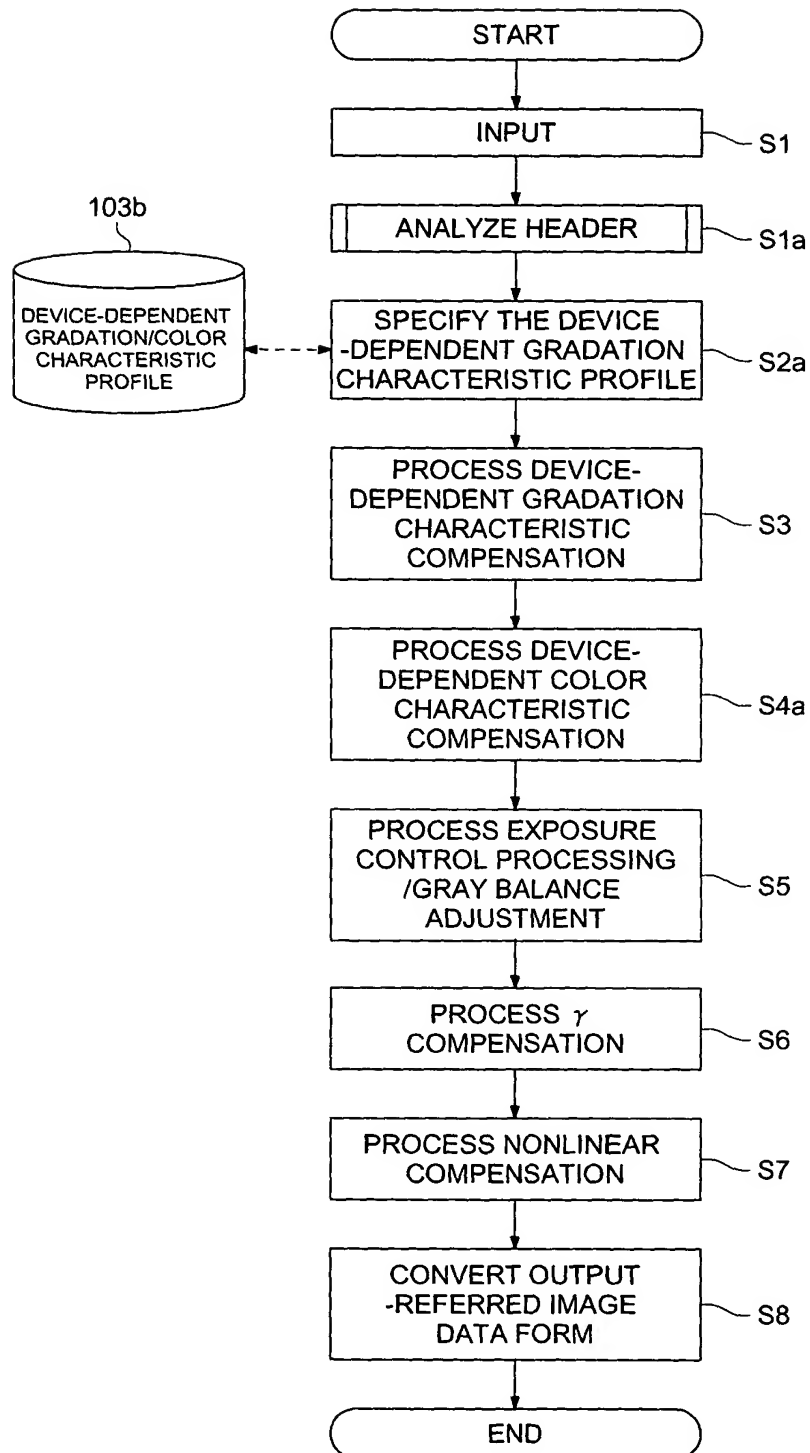 START
INPUT
S1
ANALYZE HEADER
S1a
103b
DEVICE-DEPENDENT
GRADATION/COLOR
CHARACTERISTIC
PROFILE
SPECIFY THE DEVICE
-DEPENDENT GRADATION
CHARACTERISTIC PROFILE
S2a
PROCESS DEVICE-
DEPENDENT GRADATION
CHARACTERISTIC
COMPENSATION
S3
PROCESS DEVICE-
DEPENDENT COLOR
CHARACTERISTIC
COMPENSATION
S4a
PROCESS EXPOSURE
CONTROL PROCESSING
/GRAY BALANCE
ADJUSTMENT
S5
PROCESS γ
COMPENSATION
S6
PROCESS NONLINEAR
COMPENSATION
S7
CONVERT OUTPUT
-REFERRED IMAGE
DATA FORM
S8
END